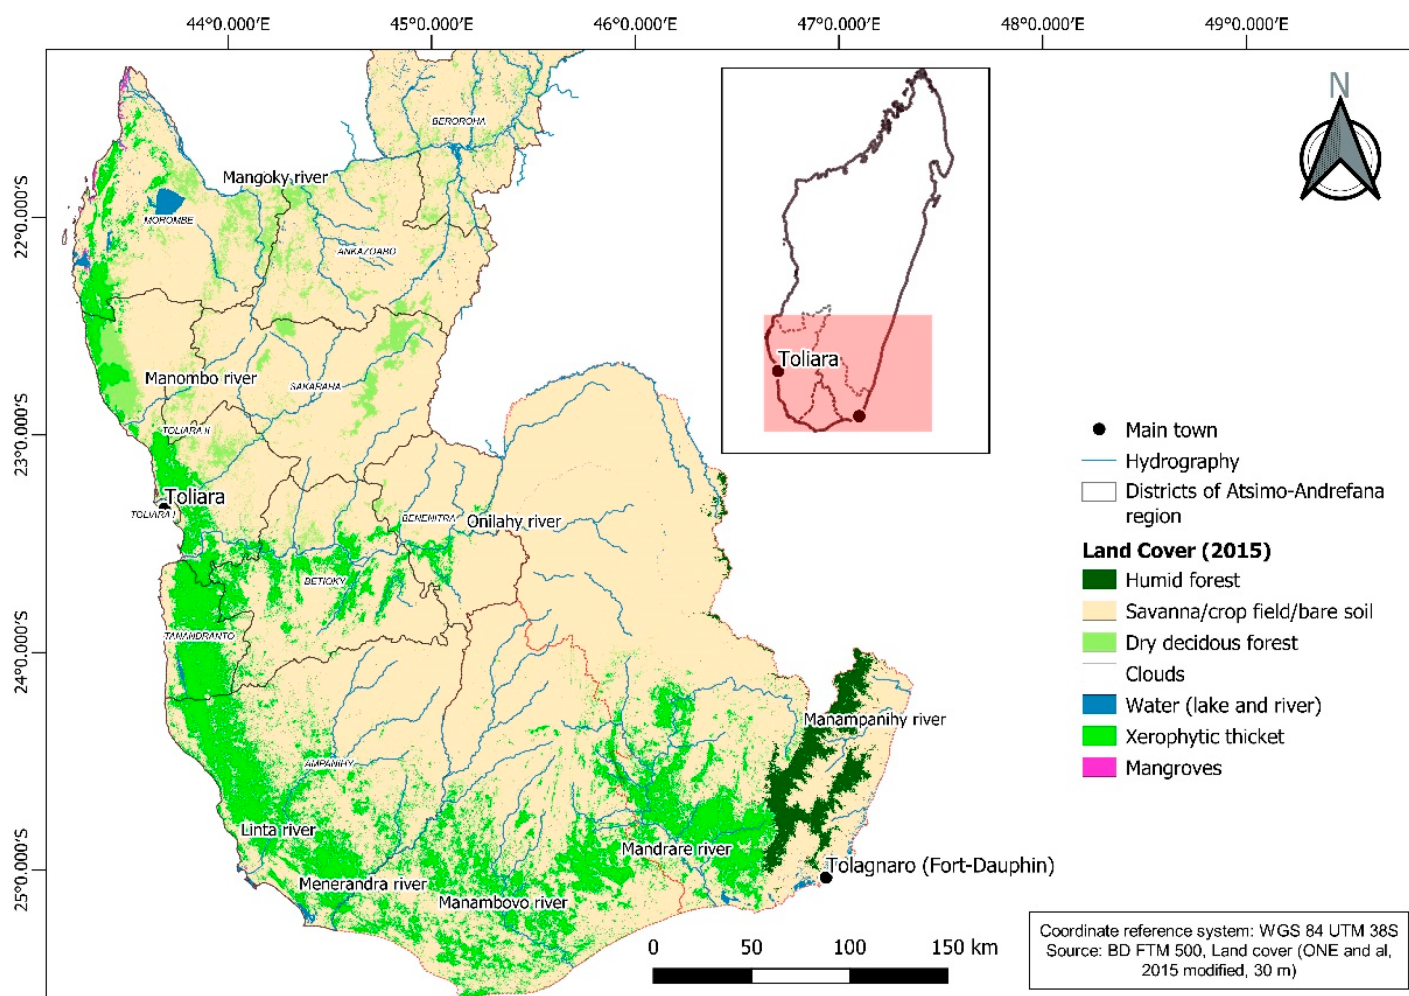 44°0.000'E
45°0.000'E
46°0.000'E
47°0.000'E
48°0.000'E
49°0.000'E
22°0.000'S
23°0.000'S
24°0.000'S
25°0.000'S
BEROROHA
Mangoky river
MOROMBE
ANKAZOABO
Manombo river
SAKARAHA
TOLIARA II
Toliara
TOLIARA I
BENENITRA
Onilahy river
BETIOKY
TANANDRANTO
Manampanihy river
AMPANIHY
Linta river
Mandrare river
Menerandra river
Manambovo river
Tolagnaro (Fort-Dauphin)
Toliara
N
Main town
Hydrography
Districts of Atsimo-Andrefana
region
Land Cover (2015)
Humid forest
Savanna/crop field/bare soil
Dry decidous forest
Clouds
Water (lake and river)
Xerophytic thicket
Mangroves
0 50 100 150 km
Coordinate reference system: WGS 84 UTM 38S
Source: BD FTM 500, Land cover (ONE and al,
2015 modified, 30 m)